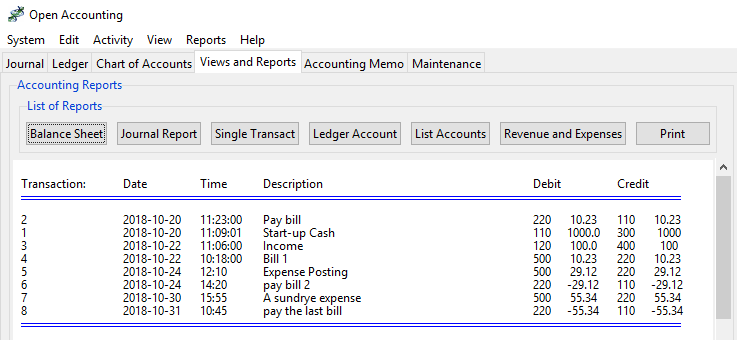 Open Accounting
System Edit Activity View Reports Help
Journal Ledger Chart of Accounts Views and Reports Accounting Memo Maintenance
Accounting Reports
List of Reports
Balance Sheet Journal Report Single Transact Ledger Account List Accounts Revenue and Expenses Print
Transaction: Date Time Description Debit Credit
2 2018-10-20 11:23:00 Pay bill 220 10.23 110 10.23
1 2018-10-20 11:09:01 Start-up Cash 110 1000.0 300 1000
3 2018-10-22 11:06:00 Income 120 100.0 400 100
4 2018-10-22 10:18:00 Bill 1 500 10.23 220 10.23
5 2018-10-24 12:10 Expense Posting 500 29.12 220 29.12
6 2018-10-24 14:20 pay bill 2 220 -29.12 110 -29.12
7 2018-10-30 15:55 A sundrye expense 500 55.34 220 55.34
8 2018-10-31 10:45 pay the last bill 220 -55.34 110 -55.34